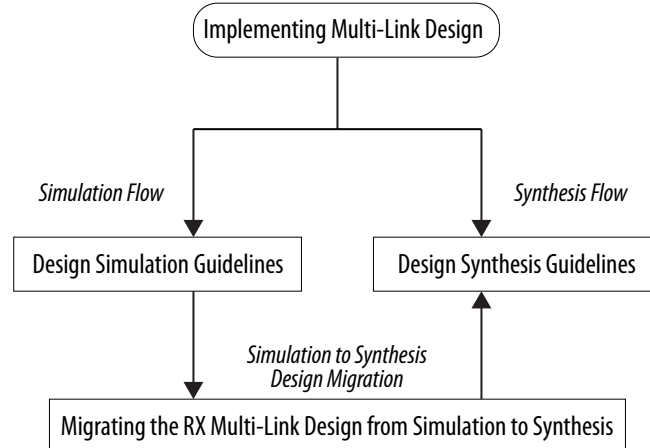 Implementing Multi-Link Design
Simulation Flow
Synthesis Flow
Design Simulation Guidelines
Design Synthesis Guidelines
Simulation to Synthesis
Design Migration
Migrating the RX Multi-Link Design from Simulation to Synthesis